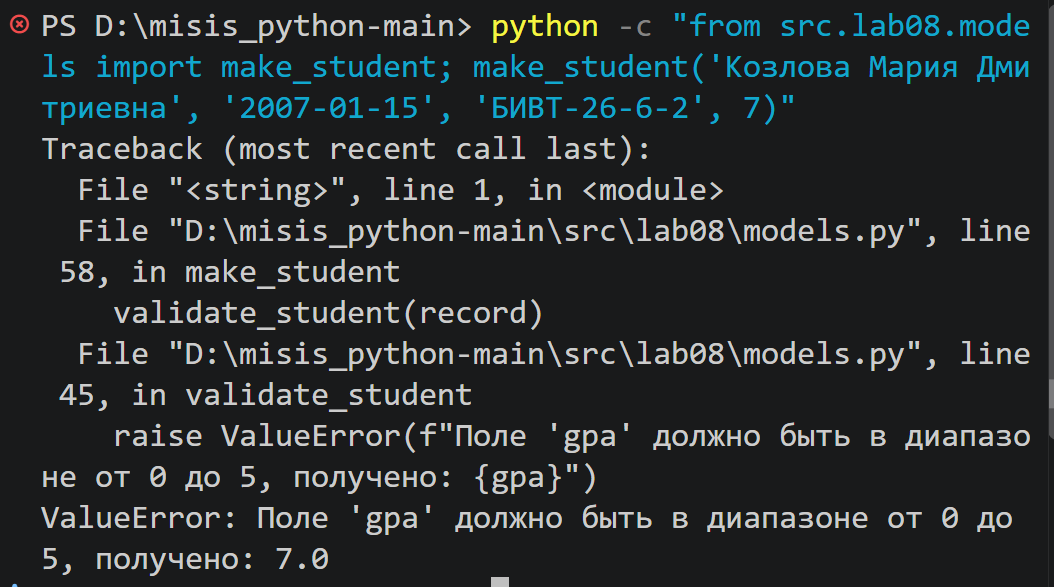 PS D:\misis_python-main> python -c "from src.lab08.mode
ls import make_student; make_student('Козлова Мария Дми
триевна', '2007-01-15', 'БИВТ-26-6-2', 7)"
Traceback (most recent call last):
  File "<string>", line 1, in <module>
  File "D:\misis_python-main\src\lab08\models.py", line
 58, in make_student
    validate_student(record)
  File "D:\misis_python-main\src\lab08\models.py", line
 45, in validate_student
    raise ValueError(f"Поле 'gpa' должно быть в диапазо
не от 0 до 5, получено: {gpa}")
ValueError: Поле 'gpa' должно быть в диапазоне от 0 до
5, получено: 7.0